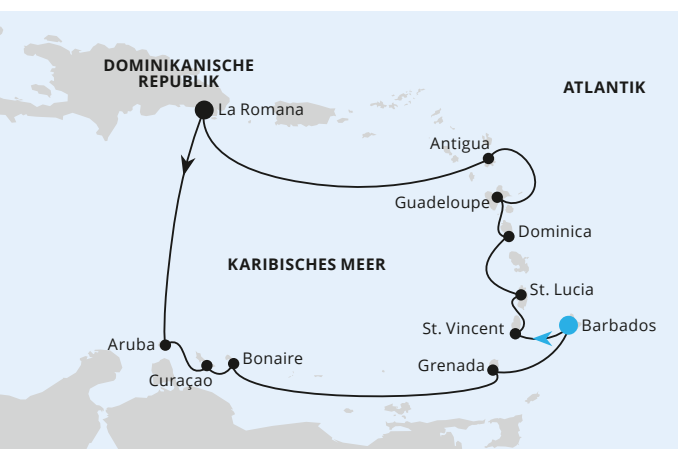 DOMINIKANISCHE
REPUBLIK
ATLANTIK
La Romana
Antigua
Guadeloupe
Dominica
KARIBISCHES MEER
St. Lucia
St. Vincent
Barbados
Aruba
Bonaire
Grenada
Curaçao